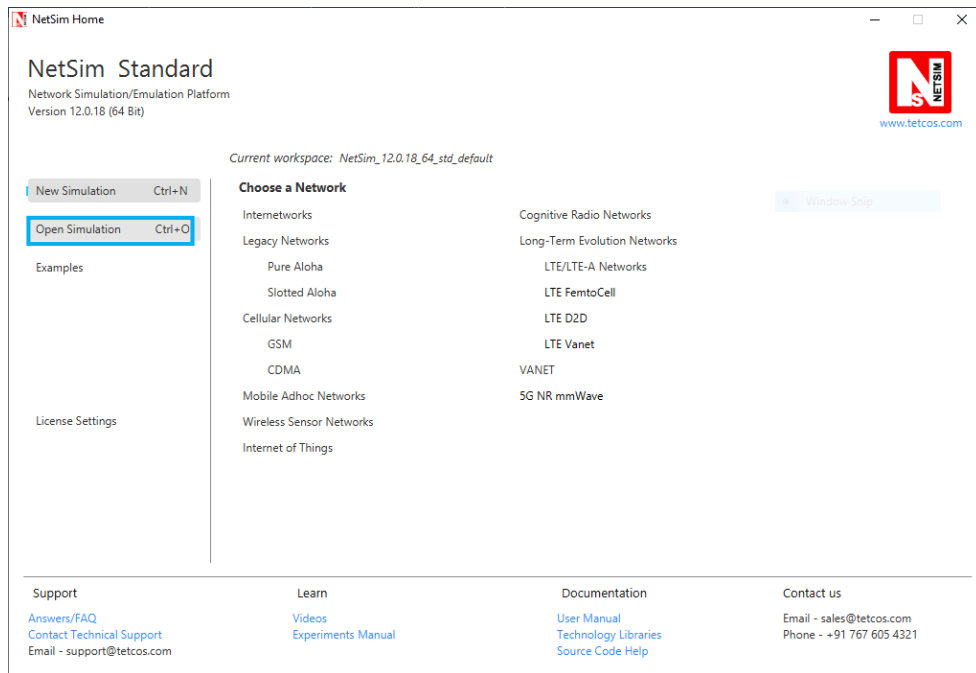 NetSim Home
NetSim Standard
Network Simulation/Emulation Platform
Version 12.0.18 (64 Bit)
NETSIM
www.tetcos.com
Current workspace: NetSim_12.0.18_64_std_default
New Simulation Ctrl+N
Open Simulation Ctrl+O
Examples
License Settings
Choose a Network
Internetworks
Legacy Networks
Pure Aloha
Slotted Aloha
Cellular Networks
GSM
CDMA
Mobile Adhoc Networks
Wireless Sensor Networks
Internet of Things
Cognitive Radio Networks
Long-Term Evolution Networks
LTE/LTE-A Networks
LTE FemtoCell
LTE D2D
LTE Vanet
VANET
5G NR mmWave
Window Snip
Support
Answers/FAQ
Contact Technical Support
Email - support@tetcos.com
Learn
Videos
Experiments Manual
Documentation
User Manual
Technology Libraries
Source Code Help
Contact us
Email - sales@tetcos.com
Phone - +91 767 605 4321